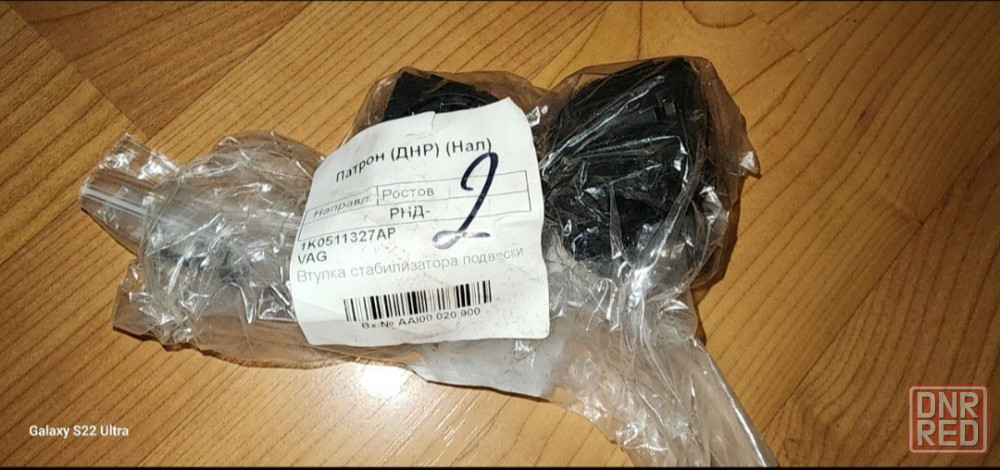 Патрон (ДНР) (Нал)
Направл. Ростов
РНД-
2
1K0511327AP
VAG
Втулка стабилизатора подвески
Вх.№ AAI00 020 900
Galaxy S22 Ultra
DNR
RED